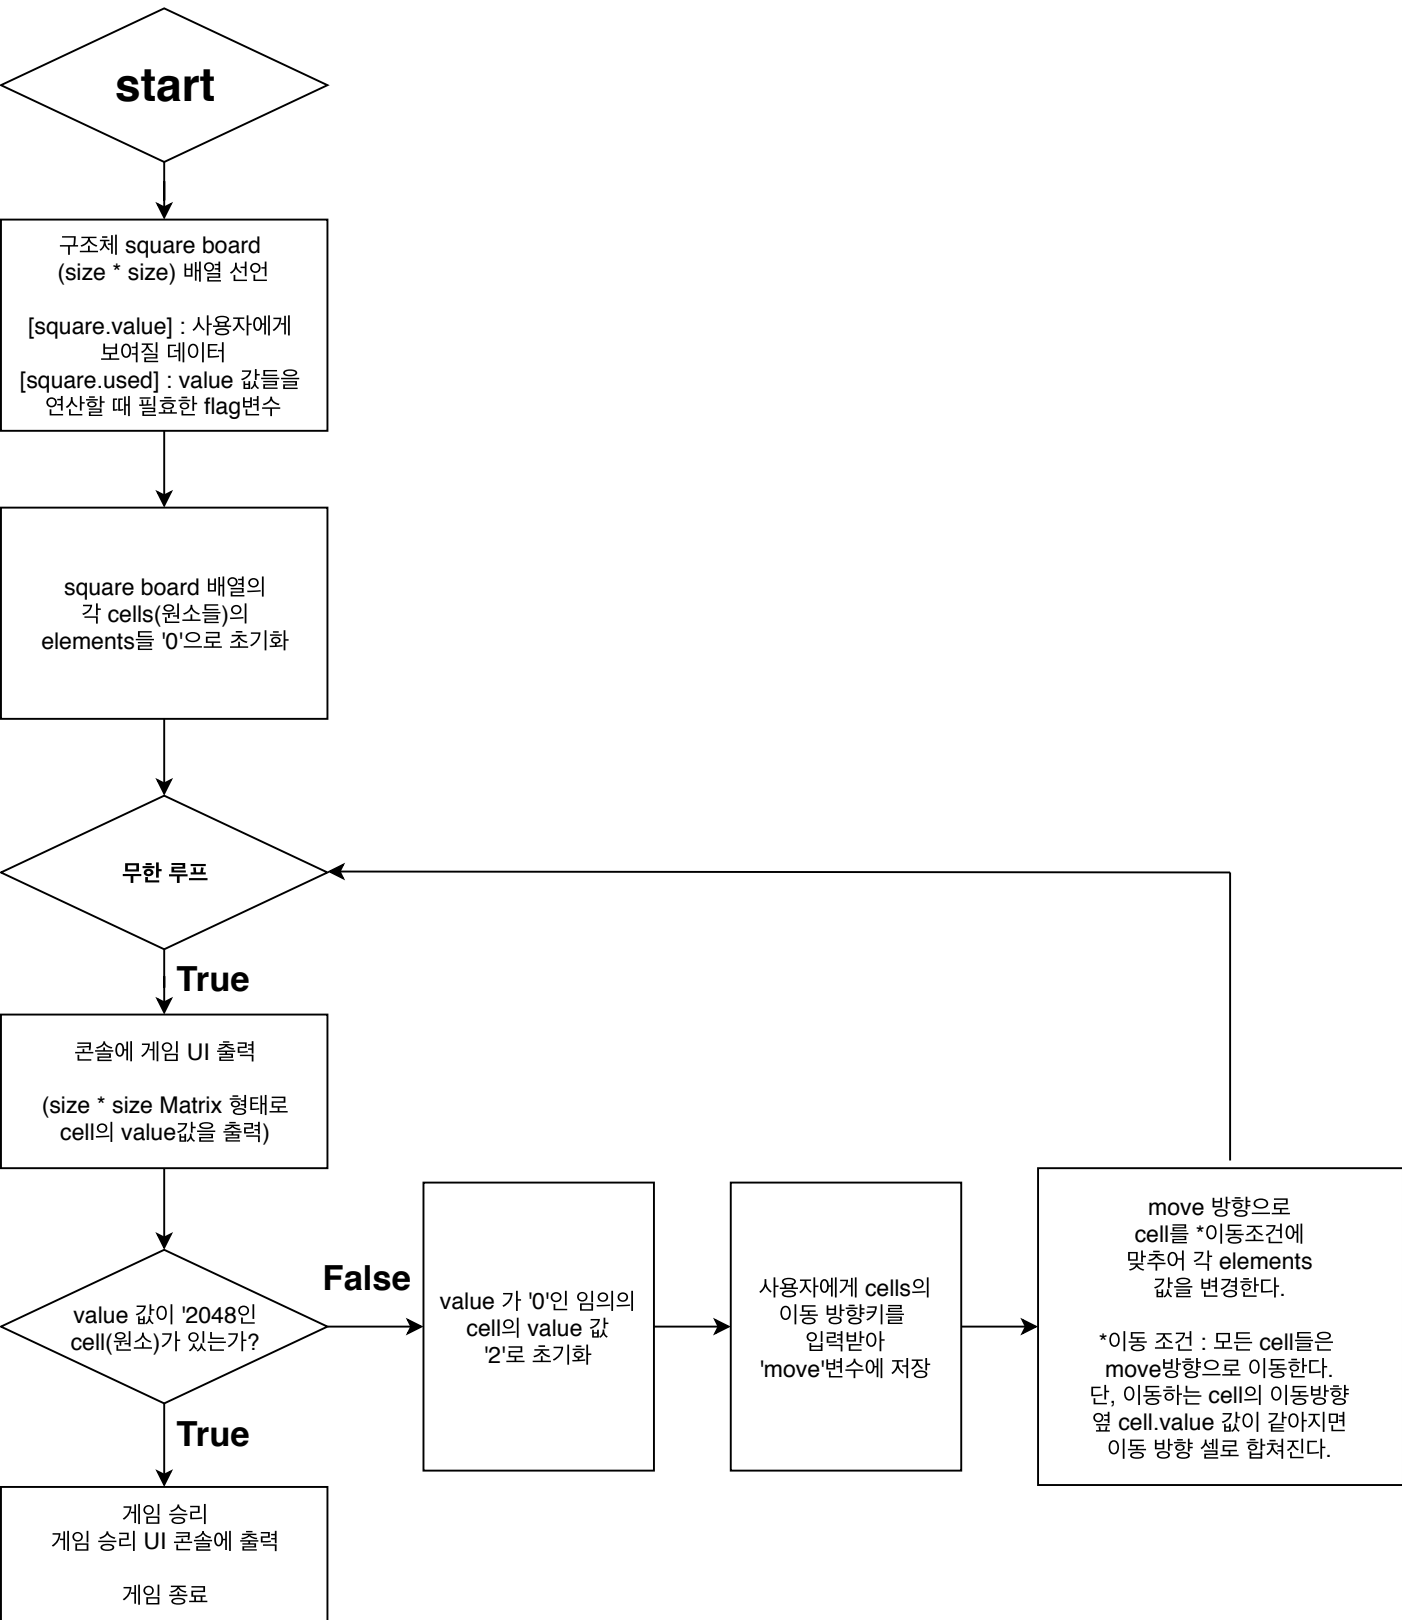 start
구조체 square board
(size * size) 배열 선언
[square.value] : 사용자에게
보여질 데이터
[square.used] : value 값들을
연산할 때 필효한 flag변수
square board 배열의
각 cells(원소들)의
elements들 '0'으로 초기화
무한 루프
True
콘솔에 게임 UI 출력
(size * size Matrix 형태로
cell의 value값을 출력)
value 값이 '2048인
cell(원소)가 있는가?
False
value 가 '0'인 임의의
cell의 value 값
'2'로 초기화
사용자에게 cells의
이동 방향키를
입력받아
'move'변수에 저장
move 방향으로
cell를 *이동조건에
맞추어 각 elements
값을 변경한다.
*이동 조건 : 모든 cell들은
move방향으로 이동한다.
단, 이동하는 cell의 이동방향
옆 cell.value 값이 같아지면
이동 방향 셀로 합쳐진다.
True
게임 승리
게임 승리 UI 콘솔에 출력
게임 종료